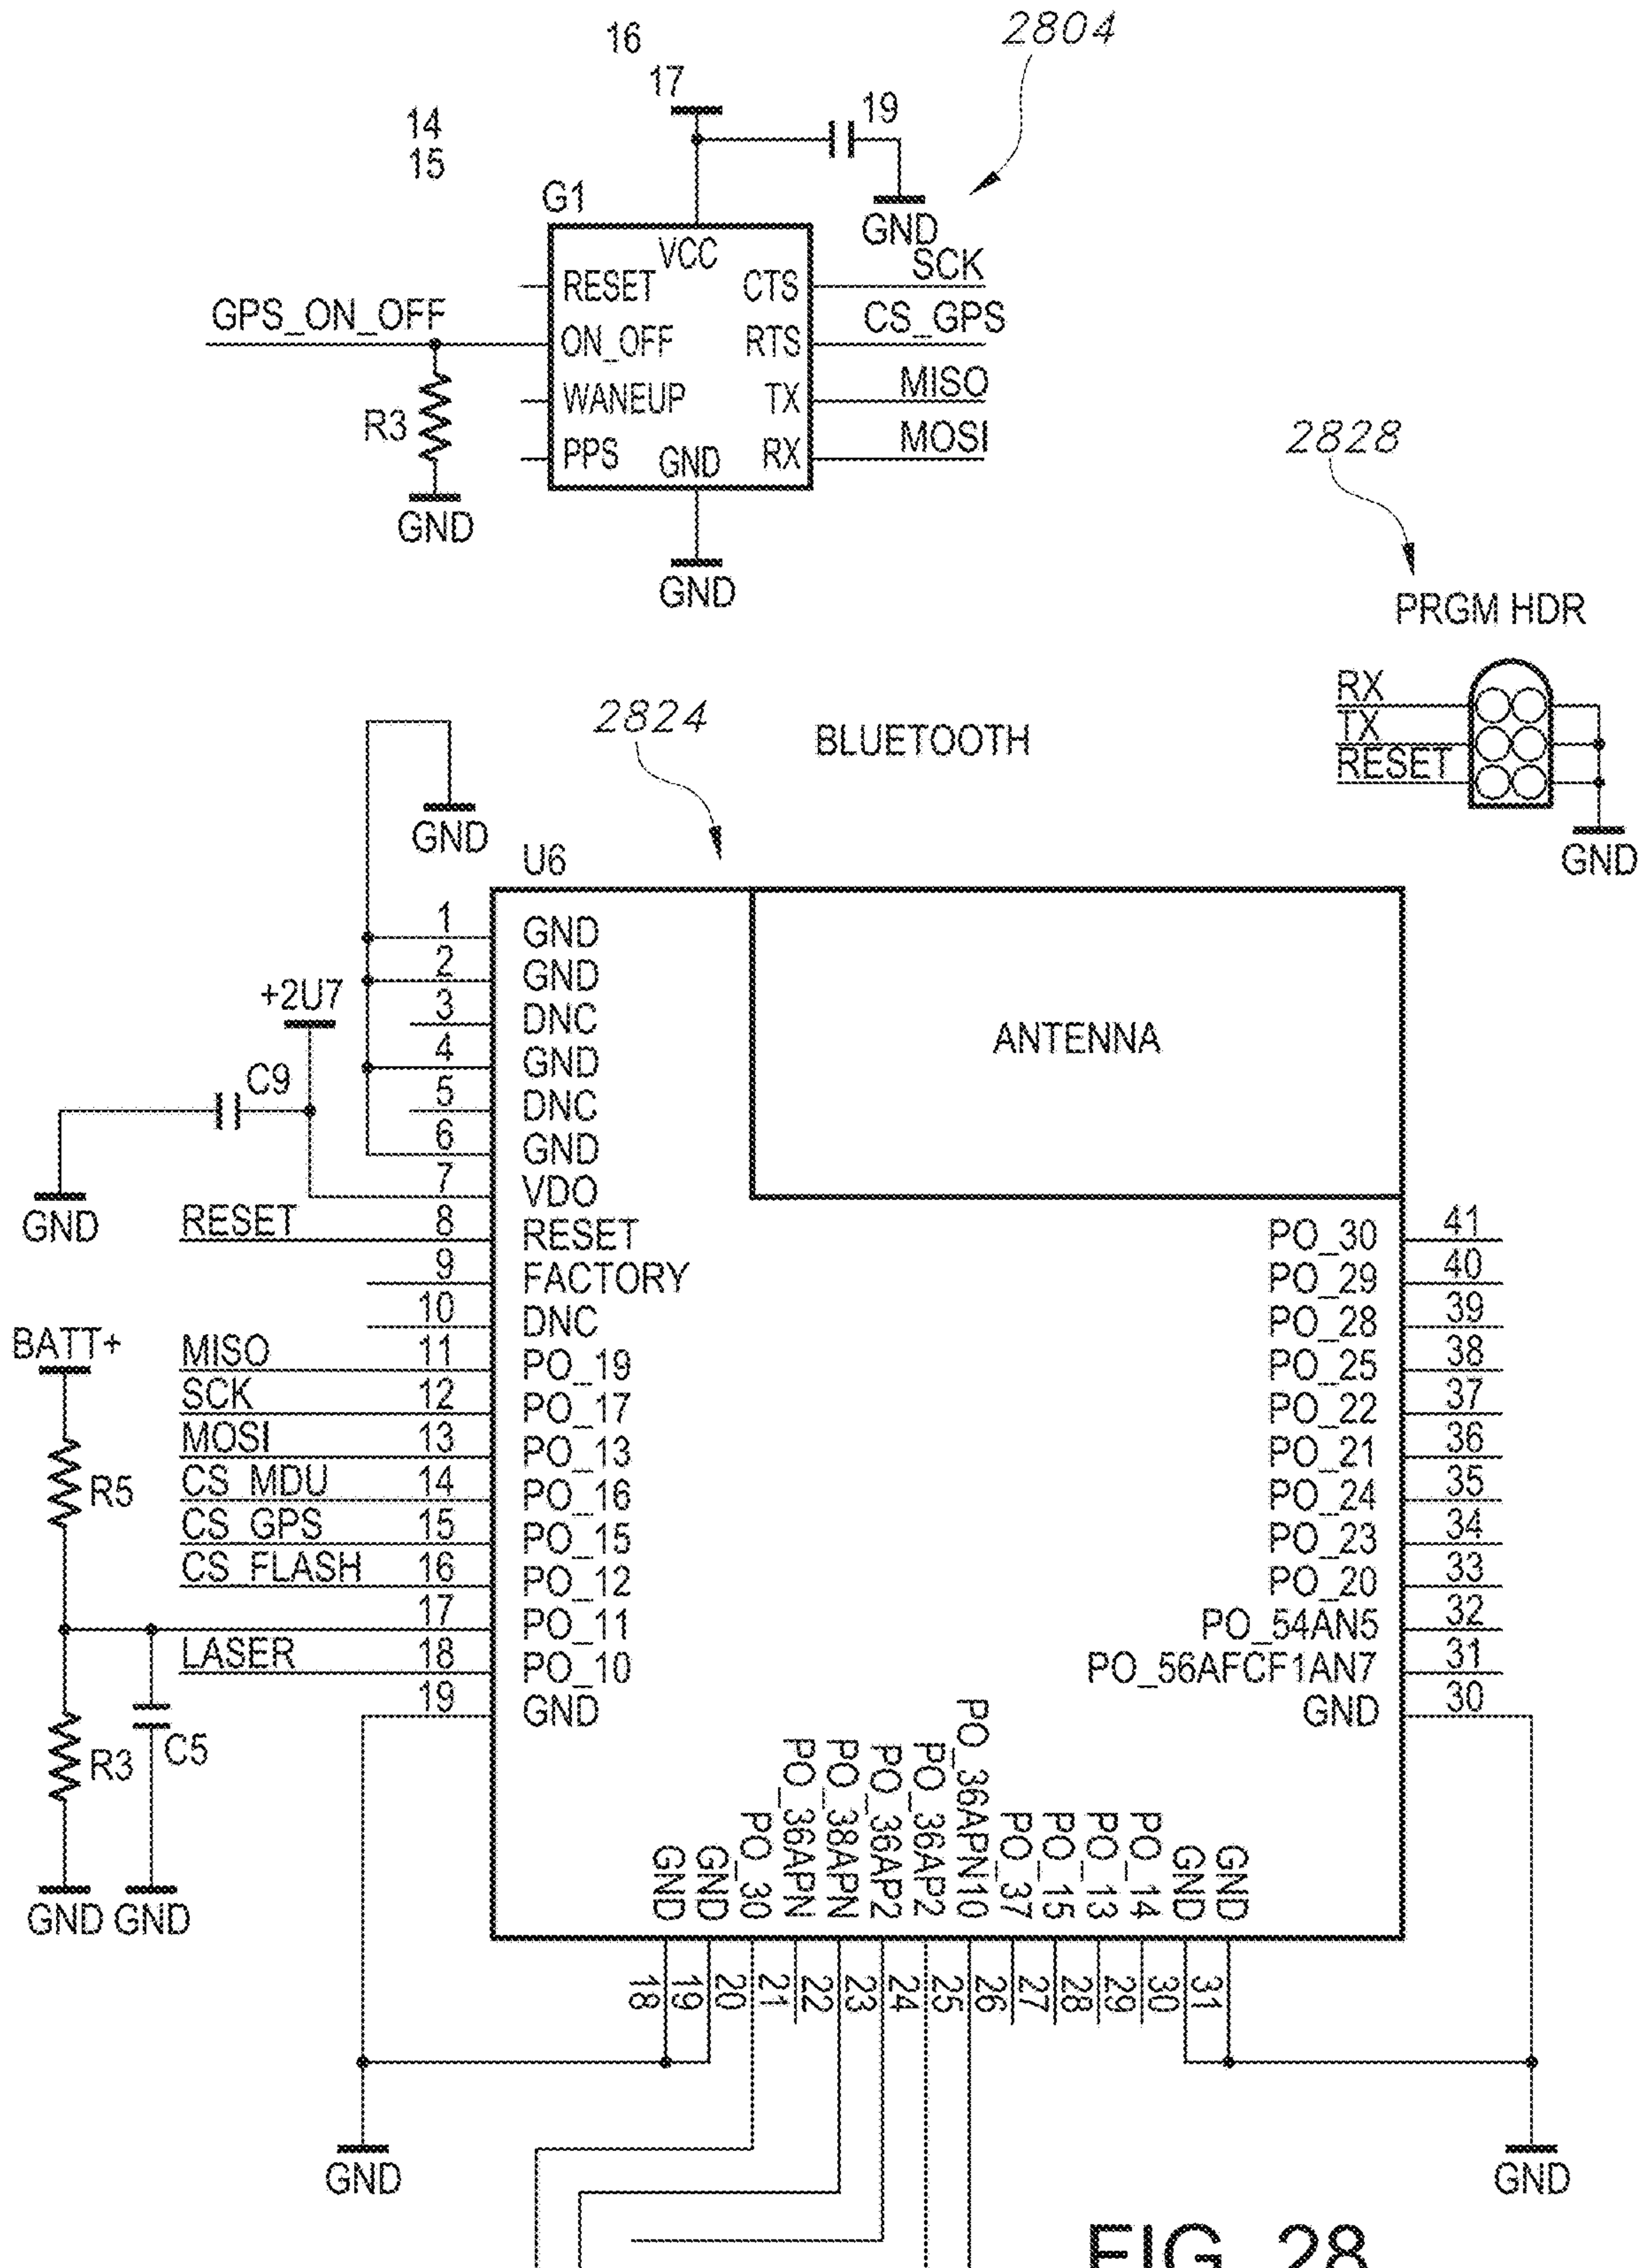 2804
16
17
19
14
15
G1
GND
VCC
SCK
RESET
CTS
GPS_ON_OFF
CS_GPS
ON_OFF
RTS
MISO
WANEUP
TX
R3
MOSI
PPS
GND
RX
GND
GND
2828
PRGM HDR
RX
TX
RESET
GND
2824
BLUETOOTH
GND
U6
ANTENNA
1 GND
2 GND
+2U7
3 DNC
4 GND
C9
5 DNC
6 GND
7 VDO
GND
RESET 8 RESET
PO_30 41
9 FACTORY
PO_29 40
10 DNC
PO_28 39
BATT+
MISO 11 PO_19
PO_25 38
SCK 12 PO_17
PO_22 37
MOSI 13 PO_13
PO_21 36
R5
CS_MDU 14 PO_16
PO_24 35
CS_GPS 15 PO_15
PO_23 34
CS_FLASH 16 PO_12
PO_20 33
17 PO_11
PO_54AN5 32
LASER 18 PO_10
PO_56AFCF1AN7 31
19 GND
GND 30
R3
C5
GND
GND
GND
GND
PO_30
PO_36APN
PO_38APN
PO_36AP2
PO_36AP2
PO_36APN10
PO_37
PO_15
PO_13
PO_14
GND
GND
18
19
20
21
22
23
24
25
26
27
28
29
30
31
GND
GND
FIG. 28